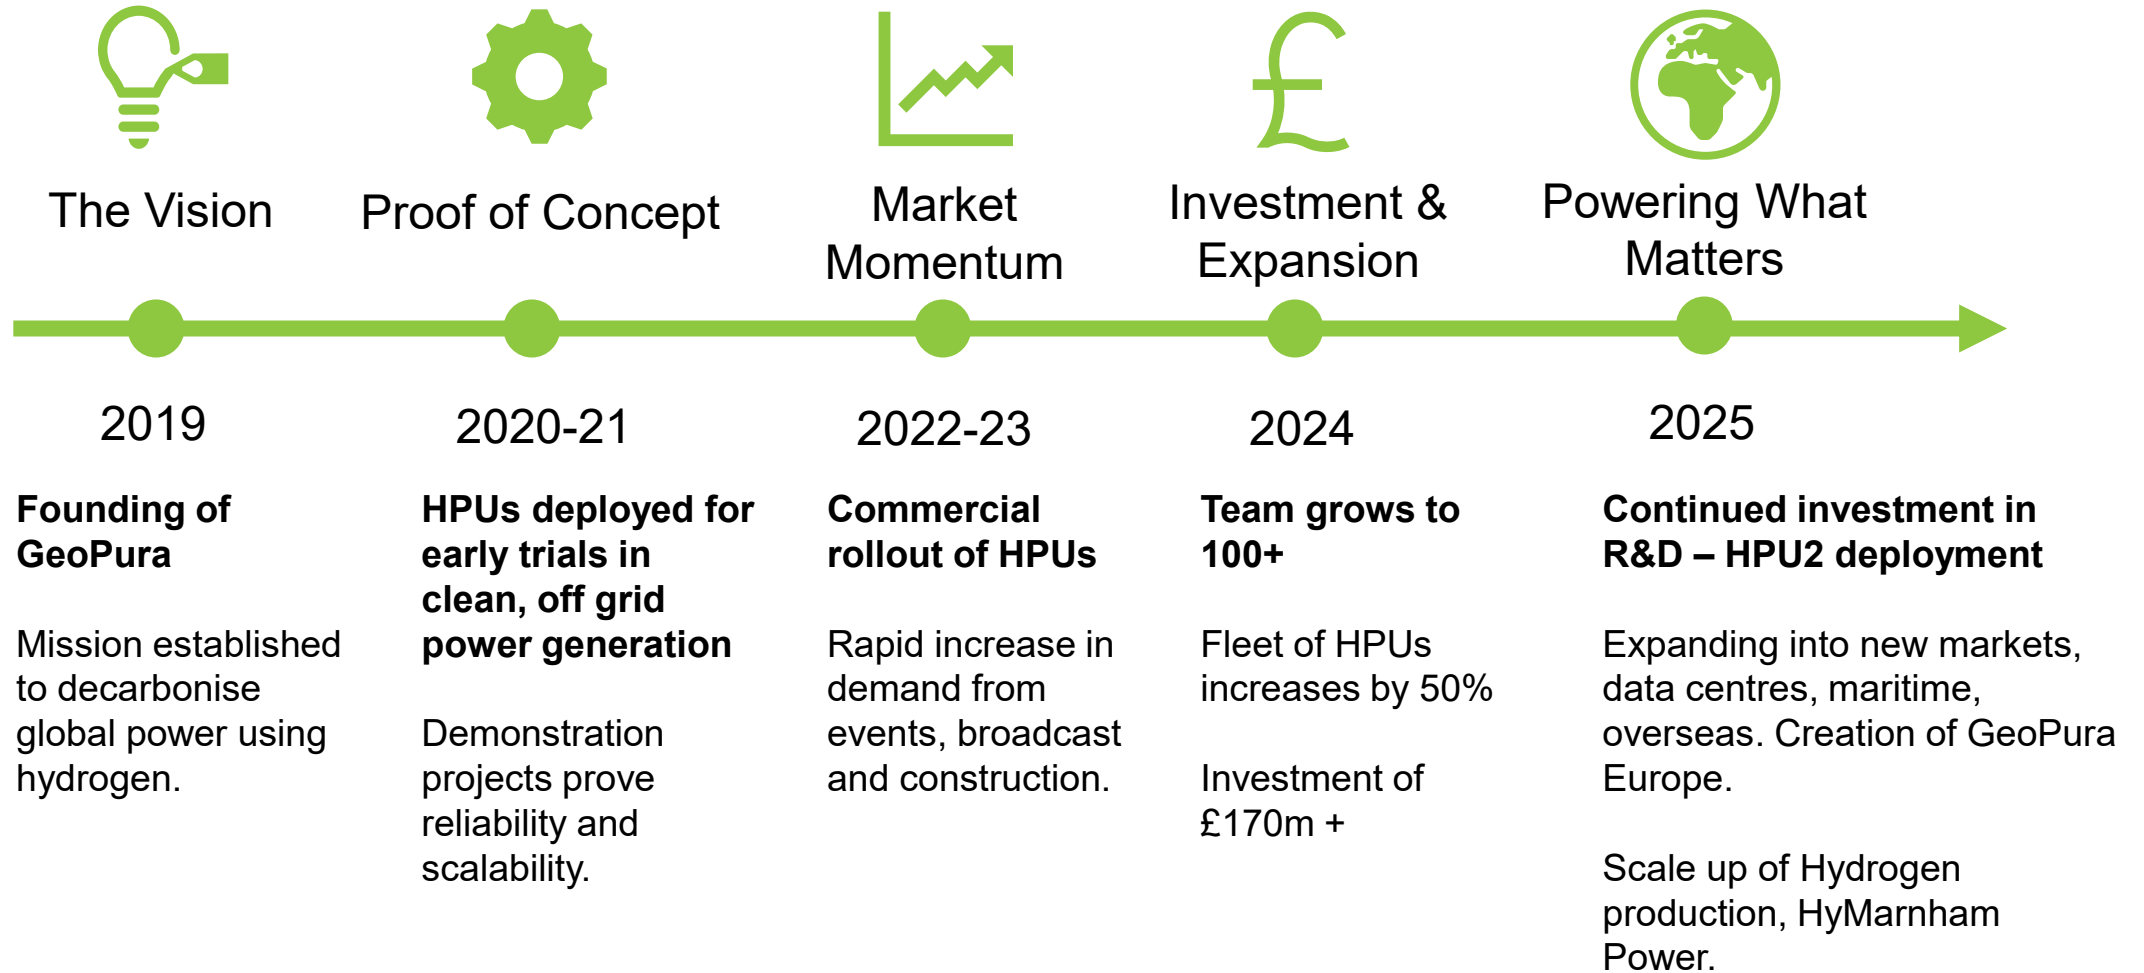 The Vision
Proof of Concept
Market
Momentum
Investment &
Expansion
Powering What
Matters
2019
2020-21
2022-23
2024
2025
Founding of
GeoPura
Mission established
to decarbonise
global power using
hydrogen.
HPUs deployed for
early trials in
clean, off grid
power generation
Demonstration
projects prove
reliability and
scalability.
Commercial
rollout of HPUs
Rapid increase in
demand from
events, broadcast
and construction.
Team grows to
100+
Fleet of HPUs
increases by 50%
Investment of
£170m +
Continued investment in
R&D – HPU2 deployment
Expanding into new markets,
data centres, maritime,
overseas. Creation of GeoPura
Europe.
Scale up of Hydrogen
production, HyMarnham
Power.